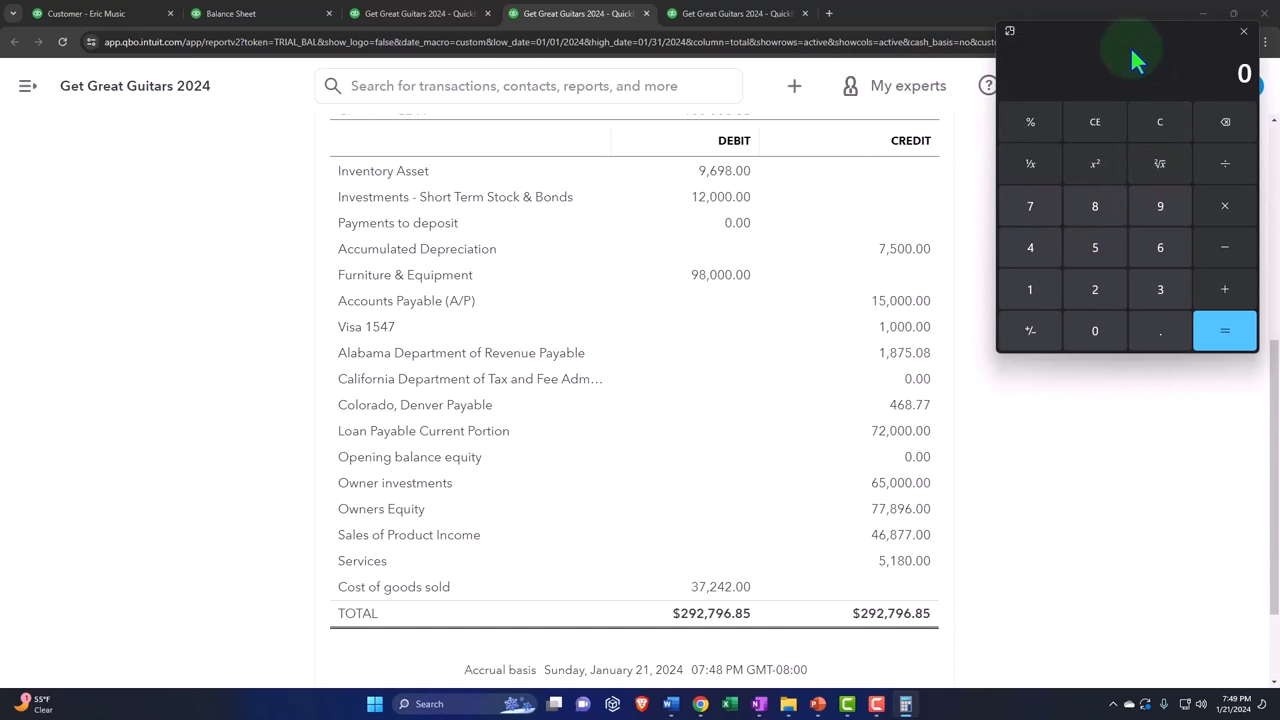 Customer - Eric Music
Balance Sheet
Get Great Guitars 2024 - Quick
Get Great Guitars 2024 - Quick
Get Great Guitars 2024 - Quick
app.qbo.intuit.com/app/reportv2?token=TRIAL_BAL&show_logo=false&date_macro=custom&low_date=01/01/2024&high_date=01/31/2024&column=total&showrows=active&showcols=active&cash_basis=no&custo
Get Great Guitars 2024
Search for transactions, contacts, reports, and more
My experts
DEBIT CREDIT
Inventory Asset 9,698.00
Investments - Short Term Stock & Bonds 12,000.00
Payments to deposit 0.00
Accumulated Depreciation 7,500.00
Furniture & Equipment 98,000.00
Accounts Payable (A/P) 15,000.00
Visa 1547 1,000.00
Alabama Department of Revenue Payable 1,875.08
California Department of Tax and Fee Adm... 0.00
Colorado, Denver Payable 468.77
Loan Payable Current Portion 72,000.00
Opening balance equity 0.00
Owner investments 65,000.00
Owners Equity 77,896.00
Sales of Product Income 46,877.00
Services 5,180.00
Cost of goods sold 37,242.00
TOTAL $292,796.85 $292,796.85
Accrual basis Sunday, January 21, 2024 07:48 PM GMT-08:00
0
% CE C
¹/x x² ²√x ÷
7 8 9 ×
4 5 6 −
1 2 3 +
+/− 0 . =
55°F
Clear
Search
7:49 PM
1/21/2024